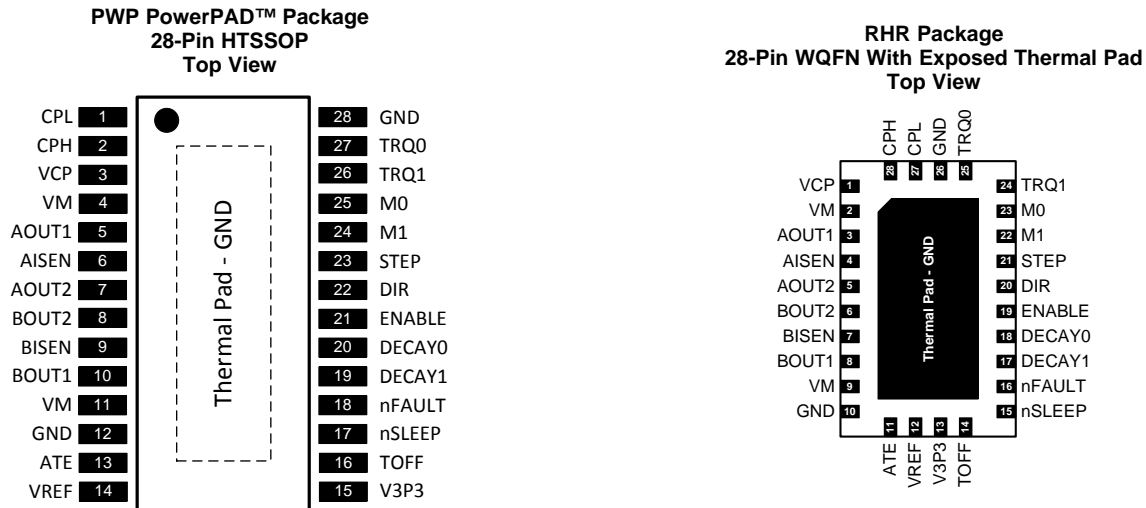 PWP PowerPAD™ Package
28-Pin HTSSOP
Top View
CPL 1 28 GND
CPH 2 27 TRQ0
VCP 3 26 TRQ1
VM 4 25 M0
AOUT1 5 24 M1
AISEN 6 23 STEP
AOUT2 7 22 DIR
BOUT2 8 21 ENABLE
BISEN 9 20 DECAY0
BOUT1 10 19 DECAY1
VM 11 18 nFAULT
GND 12 17 nSLEEP
ATE 13 16 TOFF
VREF 14 15 V3P3
Thermal Pad - GND
RHR Package
28-Pin WQFN With Exposed Thermal Pad
Top View
CPH CPL GND TRQ0
28 27 26 25
VCP 1 24 TRQ1
VM 2 23 M0
AOUT1 3 22 M1
AISEN 4 21 STEP
AOUT2 5 20 DIR
BOUT2 6 19 ENABLE
BISEN 7 18 DECAY0
BOUT1 8 17 DECAY1
VM 9 16 nFAULT
GND 10 15 nSLEEP
Thermal Pad - GND
11 12 13 14
ATE VREF V3P3 TOFF